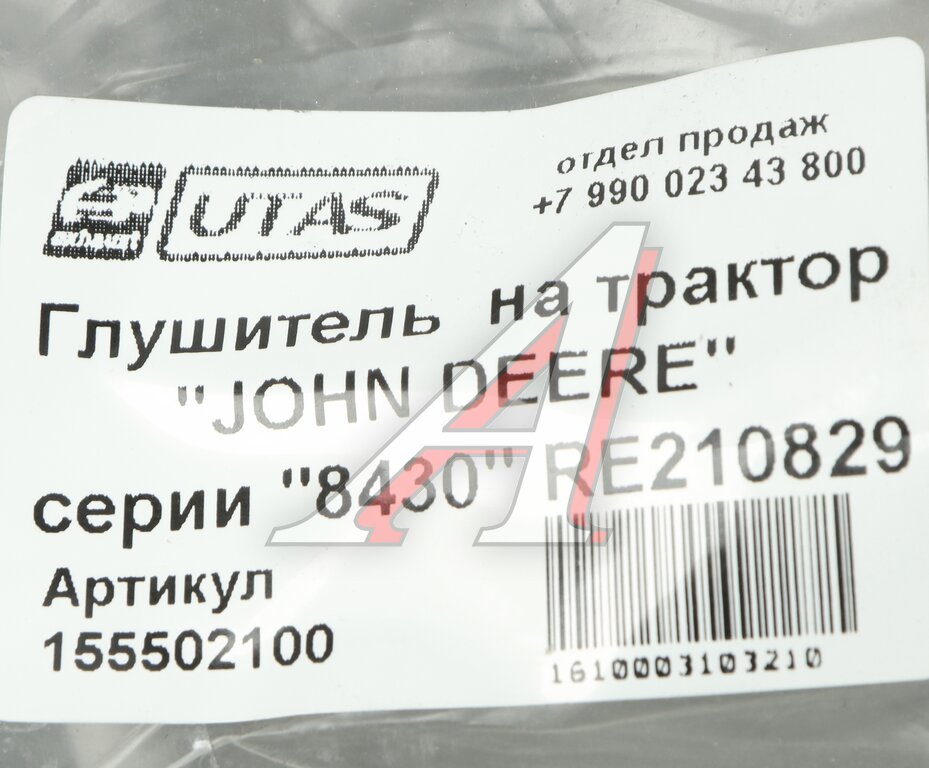 UTAS
отдел продаж
+7 990 023 43 800
Глушитель на трактор
"JOHN DEERE"
серии "8430" RE210829
Артикул
155502100
1610003103210